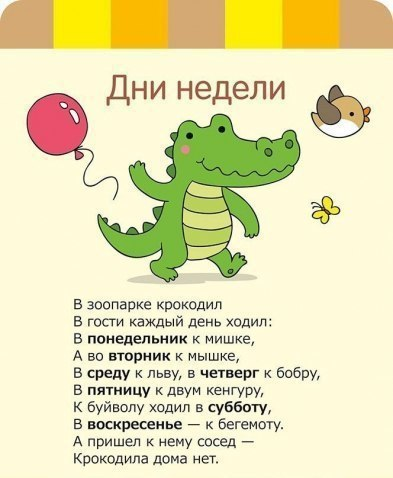 Дни недели
В зоопарке крокодил
В гости каждый день ходил:
В понедельник к мишке,
А во вторник к мышке,
В среду к льву, в четверг к бобру,
В пятницу к двум кенгуру,
К буйволу ходил в субботу,
В воскресенье — к бегемоту.
А пришел к нему сосед —
Крокодила дома нет.